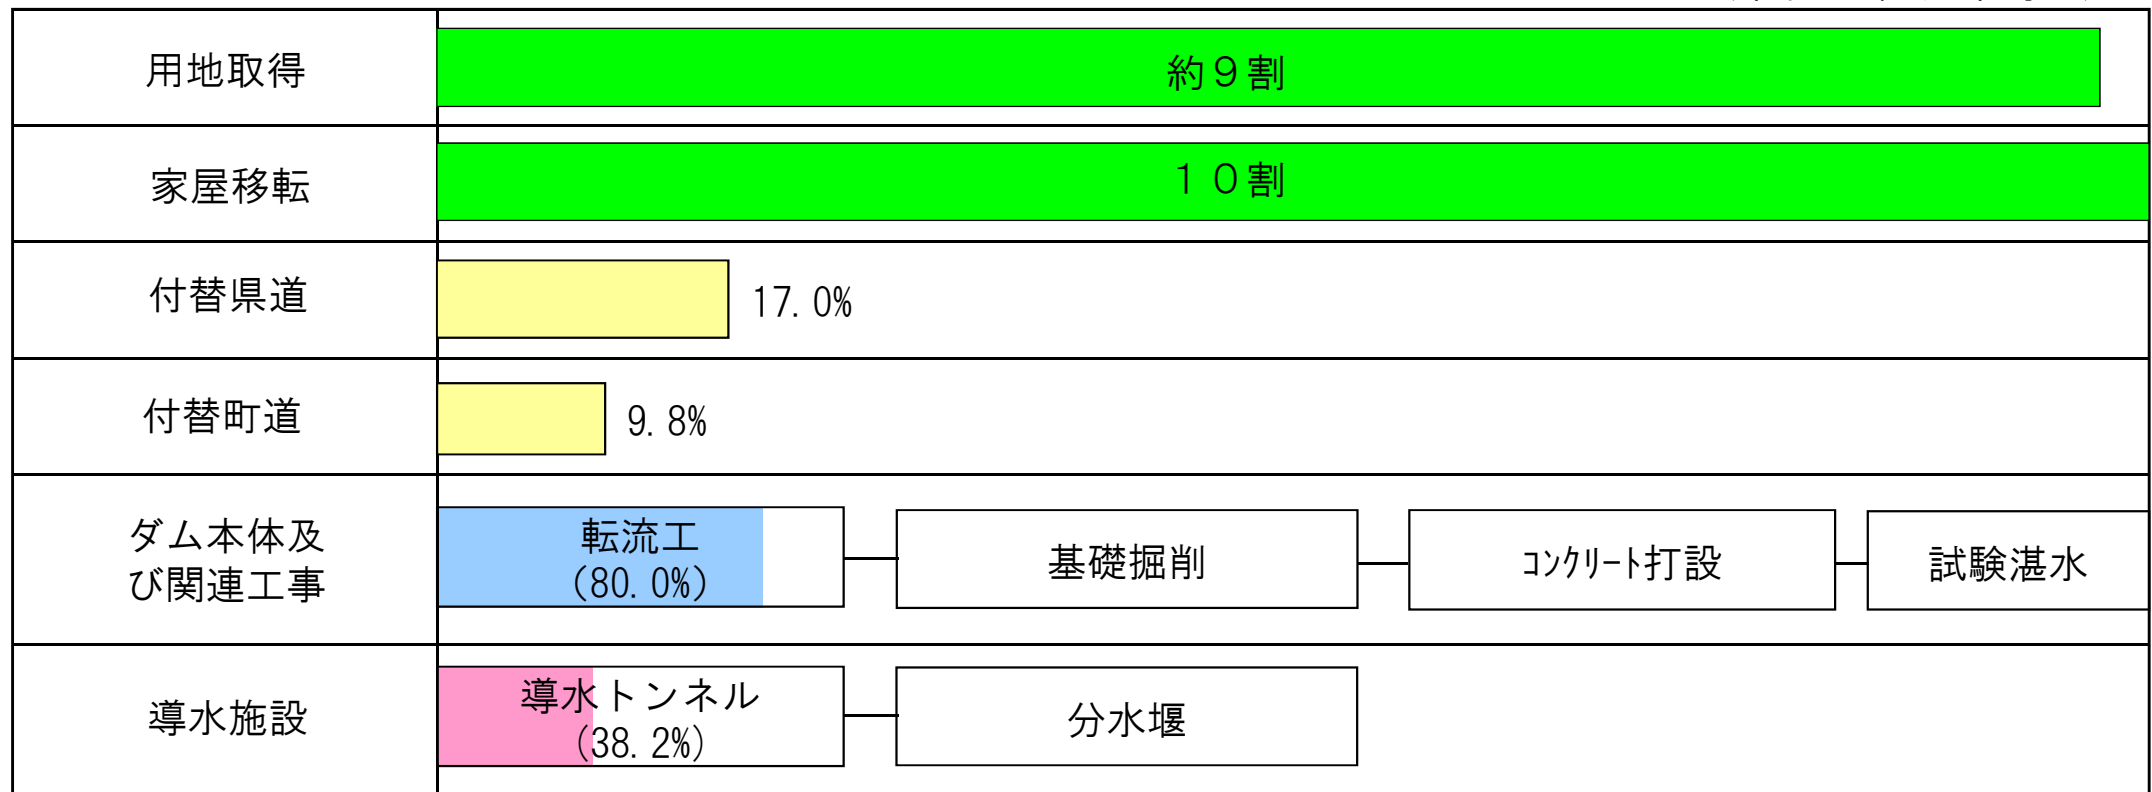 用地取得
約９割
家屋移転
１０割
付替県道
17.0%
付替町道
9.8%
ダム本体及
び関連工事
転流工
(80.0%)
基礎掘削
ｺﾝｸﾘｰﾄ打設
試験湛水
導水施設
導水トンネル
(38.2%)
分水堰